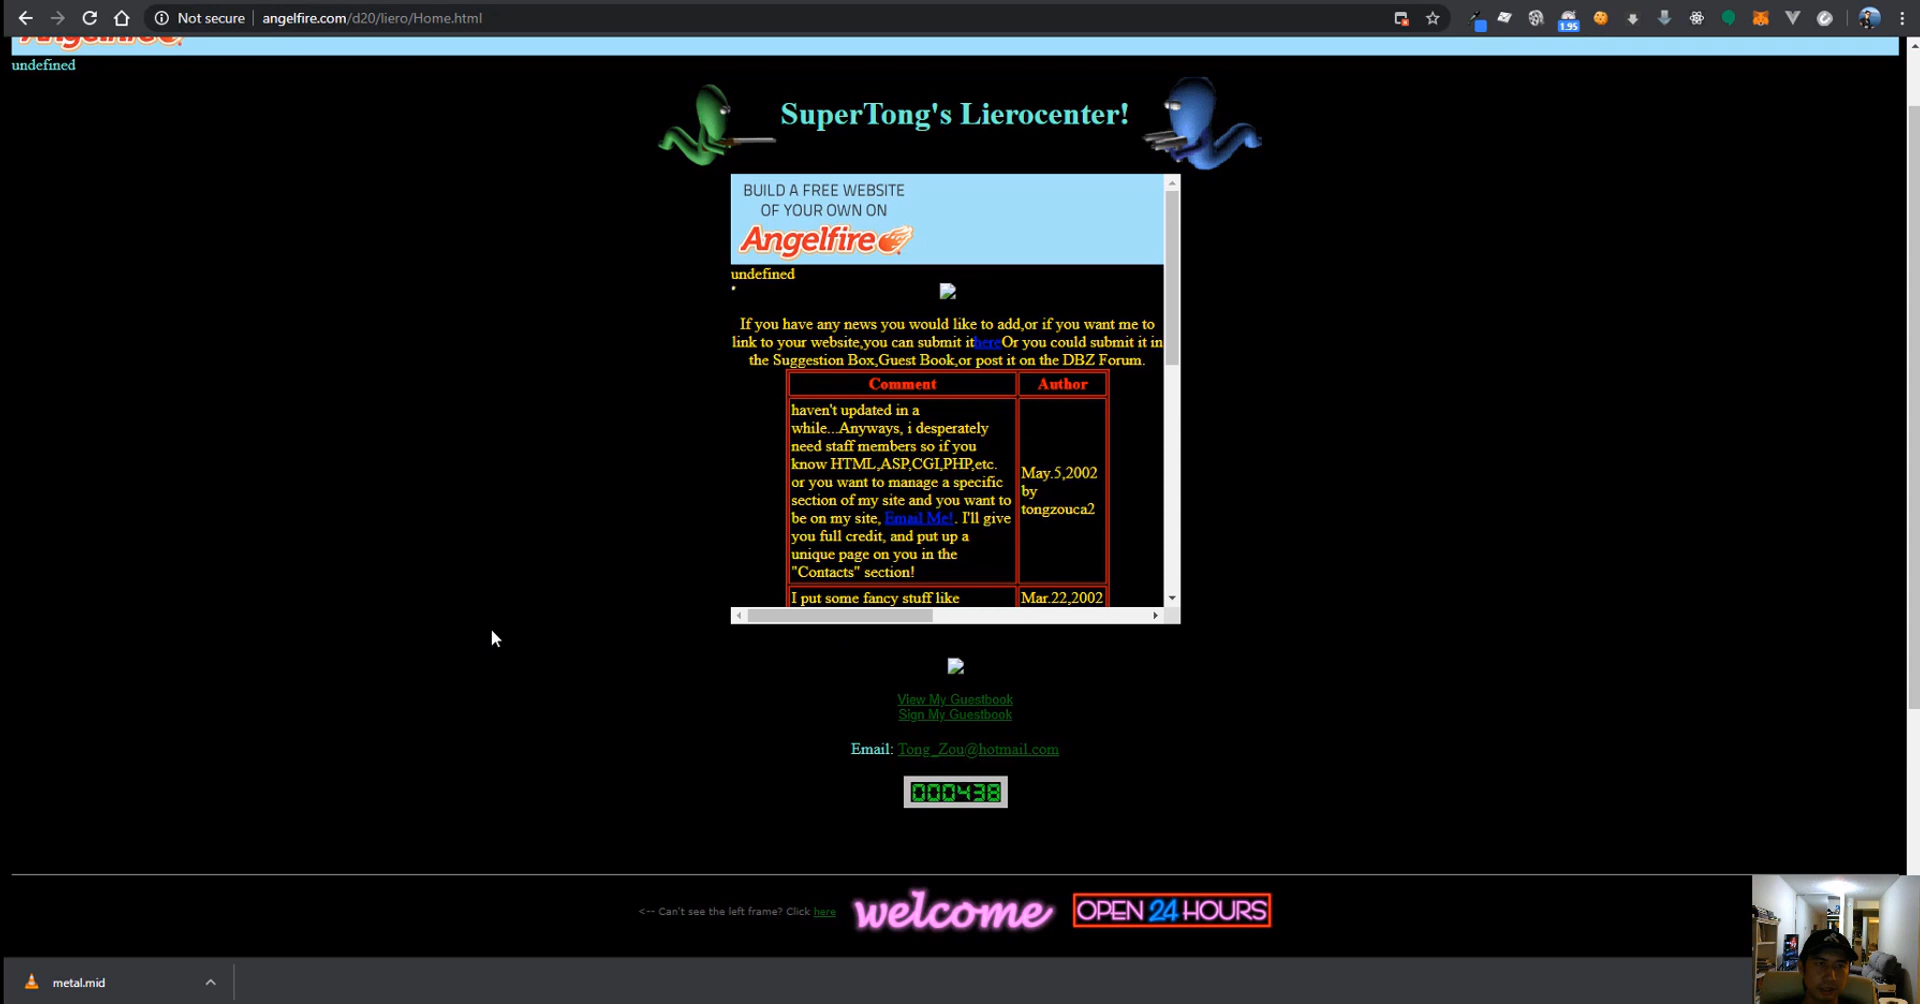 Not secure angelfire.com/d20/liero/Home.html
1.95
undefined
SuperTong's Lierocenter!
BUILD A FREE WEBSITE
OF YOUR OWN ON
Angelfire
undefined
If you have any news you would like to add,or if you want me to
link to your website,you can submit ithereOr you could submit it in
the Suggestion Box,Guest Book,or post it on the DBZ Forum.
Comment Author
haven't updated in a
while...Anyways, i desperately
need staff members so if you
know HTML,ASP,CGI,PHP,etc.
or you want to manage a specific
section of my site and you want to
be on my site, Email Me!. I'll give
you full credit, and put up a
unique page on you in the
"Contacts" section!
May.5,2002
by
tongzouca2
I put some fancy stuff like Mar.22,2002
View My Guestbook
Sign My Guestbook
Email: Tong_Zou@hotmail.com
000438
<-- Can't see the left frame? Click here
welcome
OPEN 24 HOURS
metal.mid